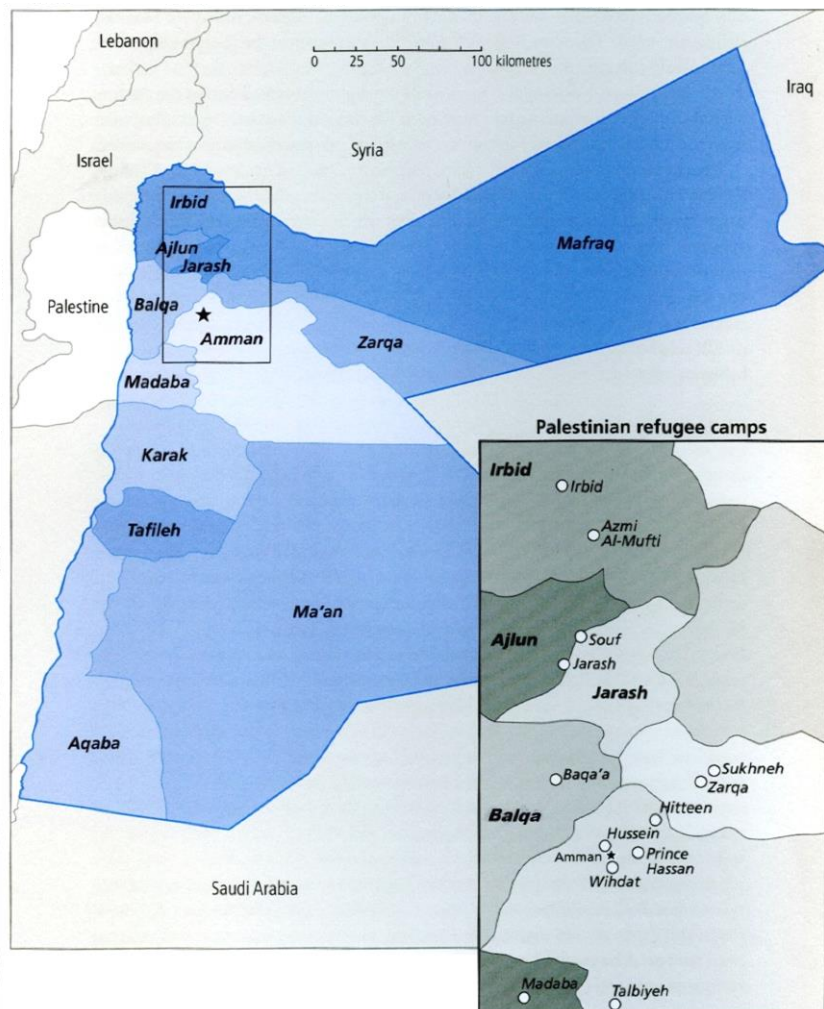 Lebanon
0 25 50 100 kilometres
Iraq
Syria
Israel
Irbid
Mafraq
Ajlun
Jarash
Palestine
Balqa
Amman
Zarqa
Madaba
Karak
Tafileh
Ma'an
Aqaba
Saudi Arabia
Palestinian refugee camps
Irbid
Irbid
Azmi
Al-Mufti
Ajlun
Souf
Jarash
Jarash
Baqa'a
Sukhneh
Zarqa
Balqa
Hitteen
Hussein
Amman
Prince
Hassan
Wihdat
Madaba
Talbiyeh